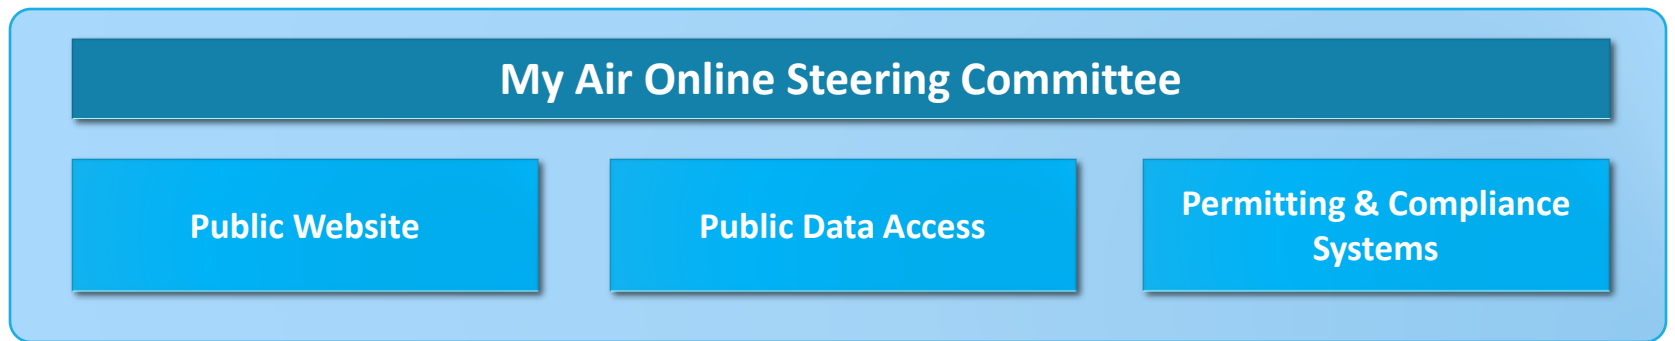 My Air Online Steering Committee
Public Website
Public Data Access
Permitting & Compliance
Systems